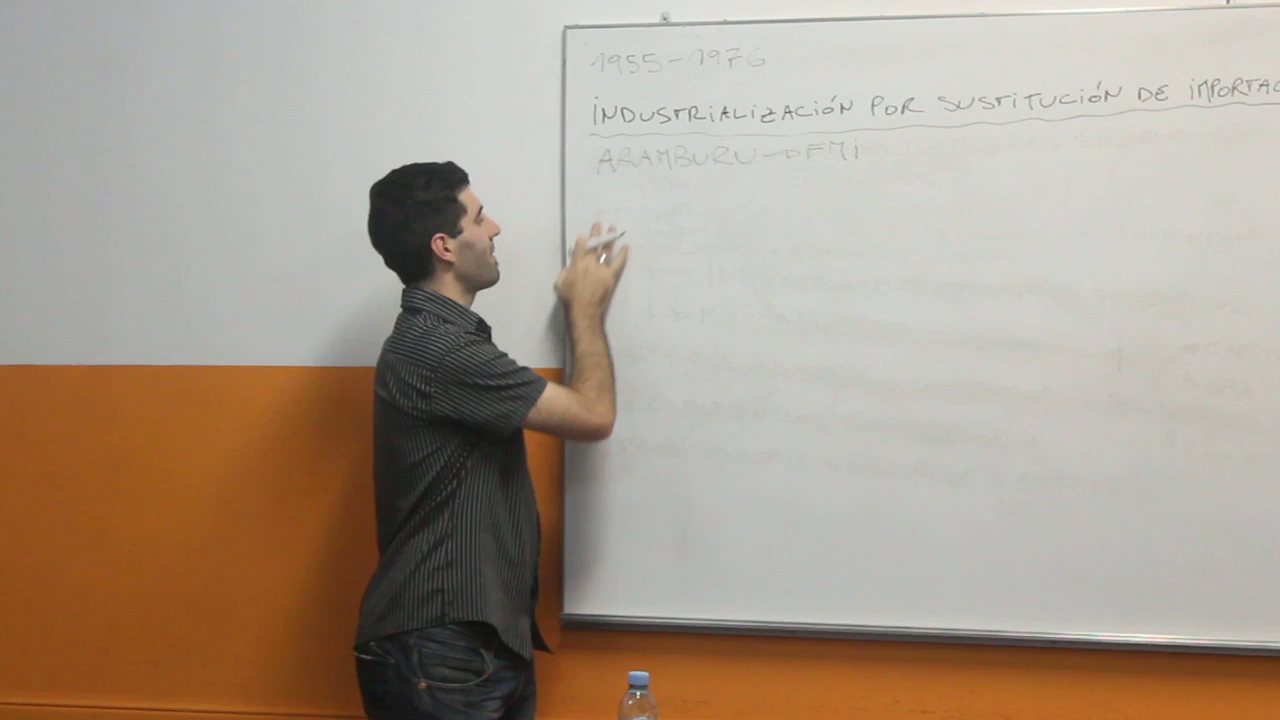 1955-1976
INDUSTRIALIZACIÓN POR SUSTITUCIÓN DE IMPORTAC
ARAMBURU → FMI